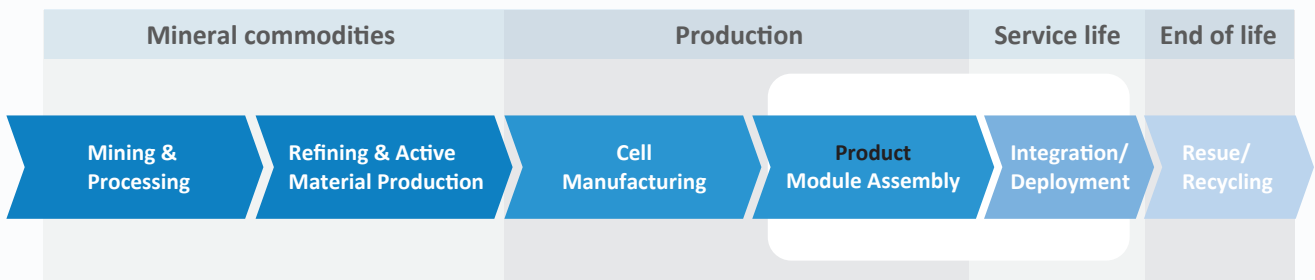 Mineral commodities
Production
Service life
End of life
Mining &
Processing
Refining & Active
Material Production
Cell
Manufacturing
Product
Module Assembly
Integration/
Deployment
Resue/
Recycling